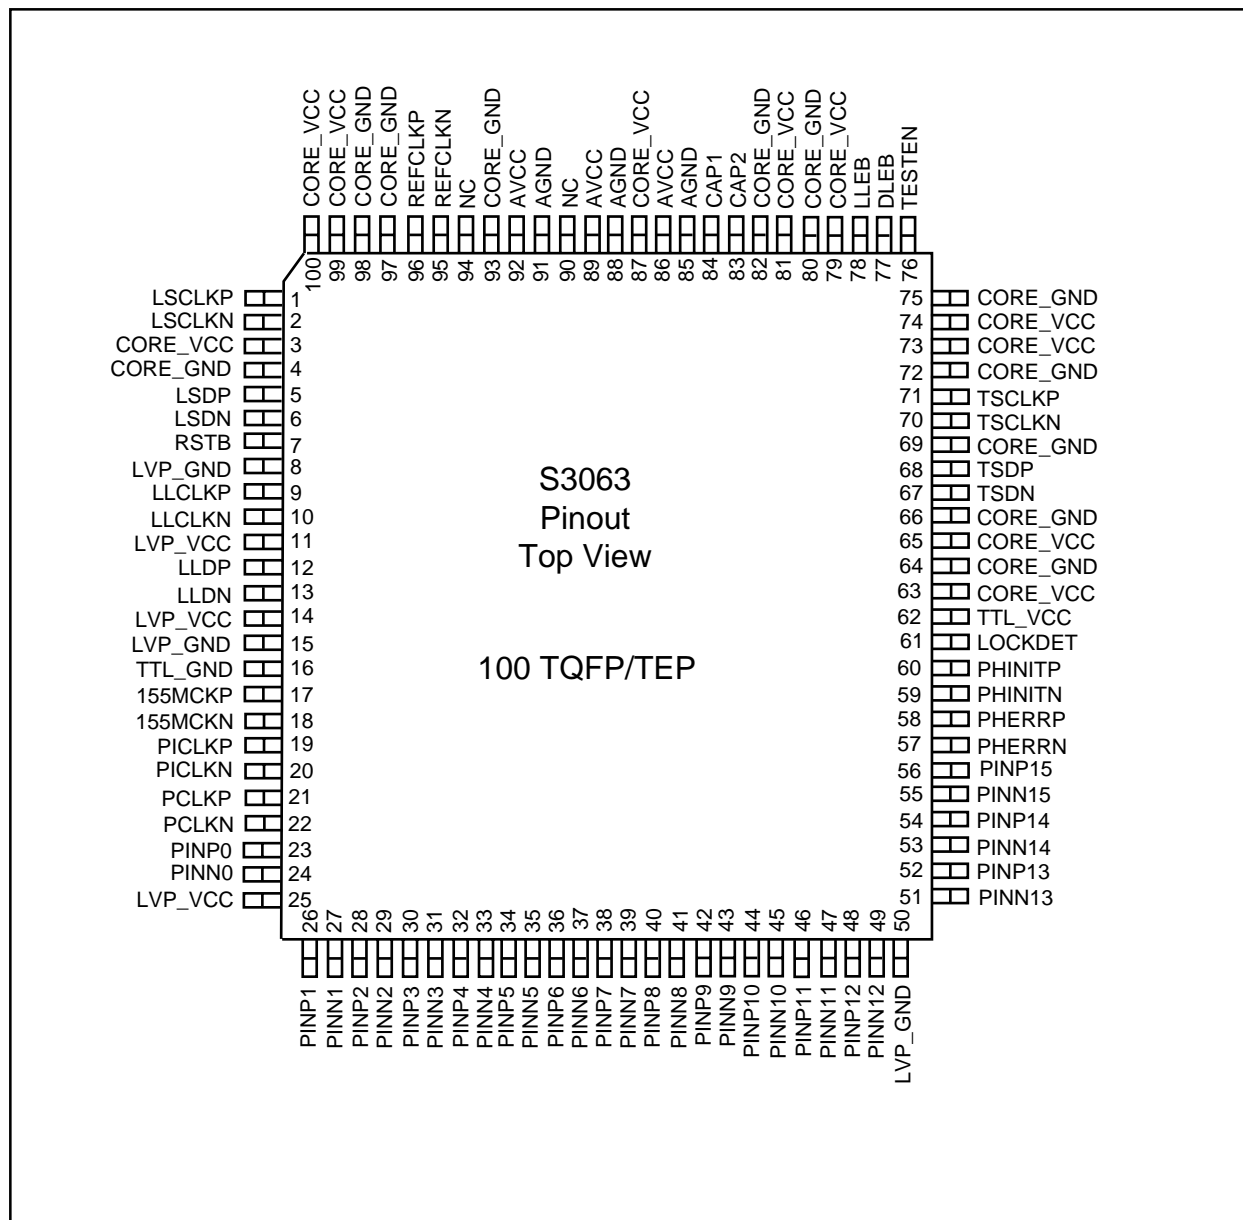 CORE_VCC
CORE_VCC
CORE_GND
CORE_GND
REFCLKP
REFCLKN
NC
CORE_GND
AVCC
AGND
NC
AVCC
AGND
CORE_VCC
AVCC
AGND
CAP1
CAP2
CORE_GND
CORE_VCC
CORE_GND
CORE_VCC
LLEB
DLEB
TESTEN
100
99
98
97
96
95
94
93
92
91
90
89
88
87
86
85
84
83
82
81
80
79
78
77
76
LSCLKP 1
LSCLKN 2
CORE_VCC 3
CORE_GND 4
LSDP 5
LSDN 6
RSTB 7
LVP_GND 8
LLCLKP 9
LLCLKN 10
LVP_VCC 11
LLDP 12
LLDN 13
LVP_VCC 14
LVP_GND 15
TTL_GND 16
155MCKP 17
155MCKN 18
PICLKP 19
PICLKN 20
PCLKP 21
PCLKN 22
PINP0 23
PINN0 24
LVP_VCC 25
S3063
Pinout
Top View
100 TQFP/TEP
75 CORE_GND
74 CORE_VCC
73 CORE_VCC
72 CORE_GND
71 TSCLKP
70 TSCLKN
69 CORE_GND
68 TSDP
67 TSDN
66 CORE_GND
65 CORE_VCC
64 CORE_GND
63 CORE_VCC
62 TTL_VCC
61 LOCKDET
60 PHINITP
59 PHINITN
58 PHERRP
57 PHERRN
56 PINP15
55 PINN15
54 PINP14
53 PINN14
52 PINP13
51 PINN13
26
27
28
29
30
31
32
33
34
35
36
37
38
39
40
41
42
43
44
45
46
47
48
49
50
PINP1
PINN1
PINP2
PINN2
PINP3
PINN3
PINP4
PINN4
PINP5
PINN5
PINP6
PINN6
PINP7
PINN7
PINP8
PINN8
PINP9
PINN9
PINP10
PINN10
PINP11
PINN11
PINP12
PINN12
LVP_GND